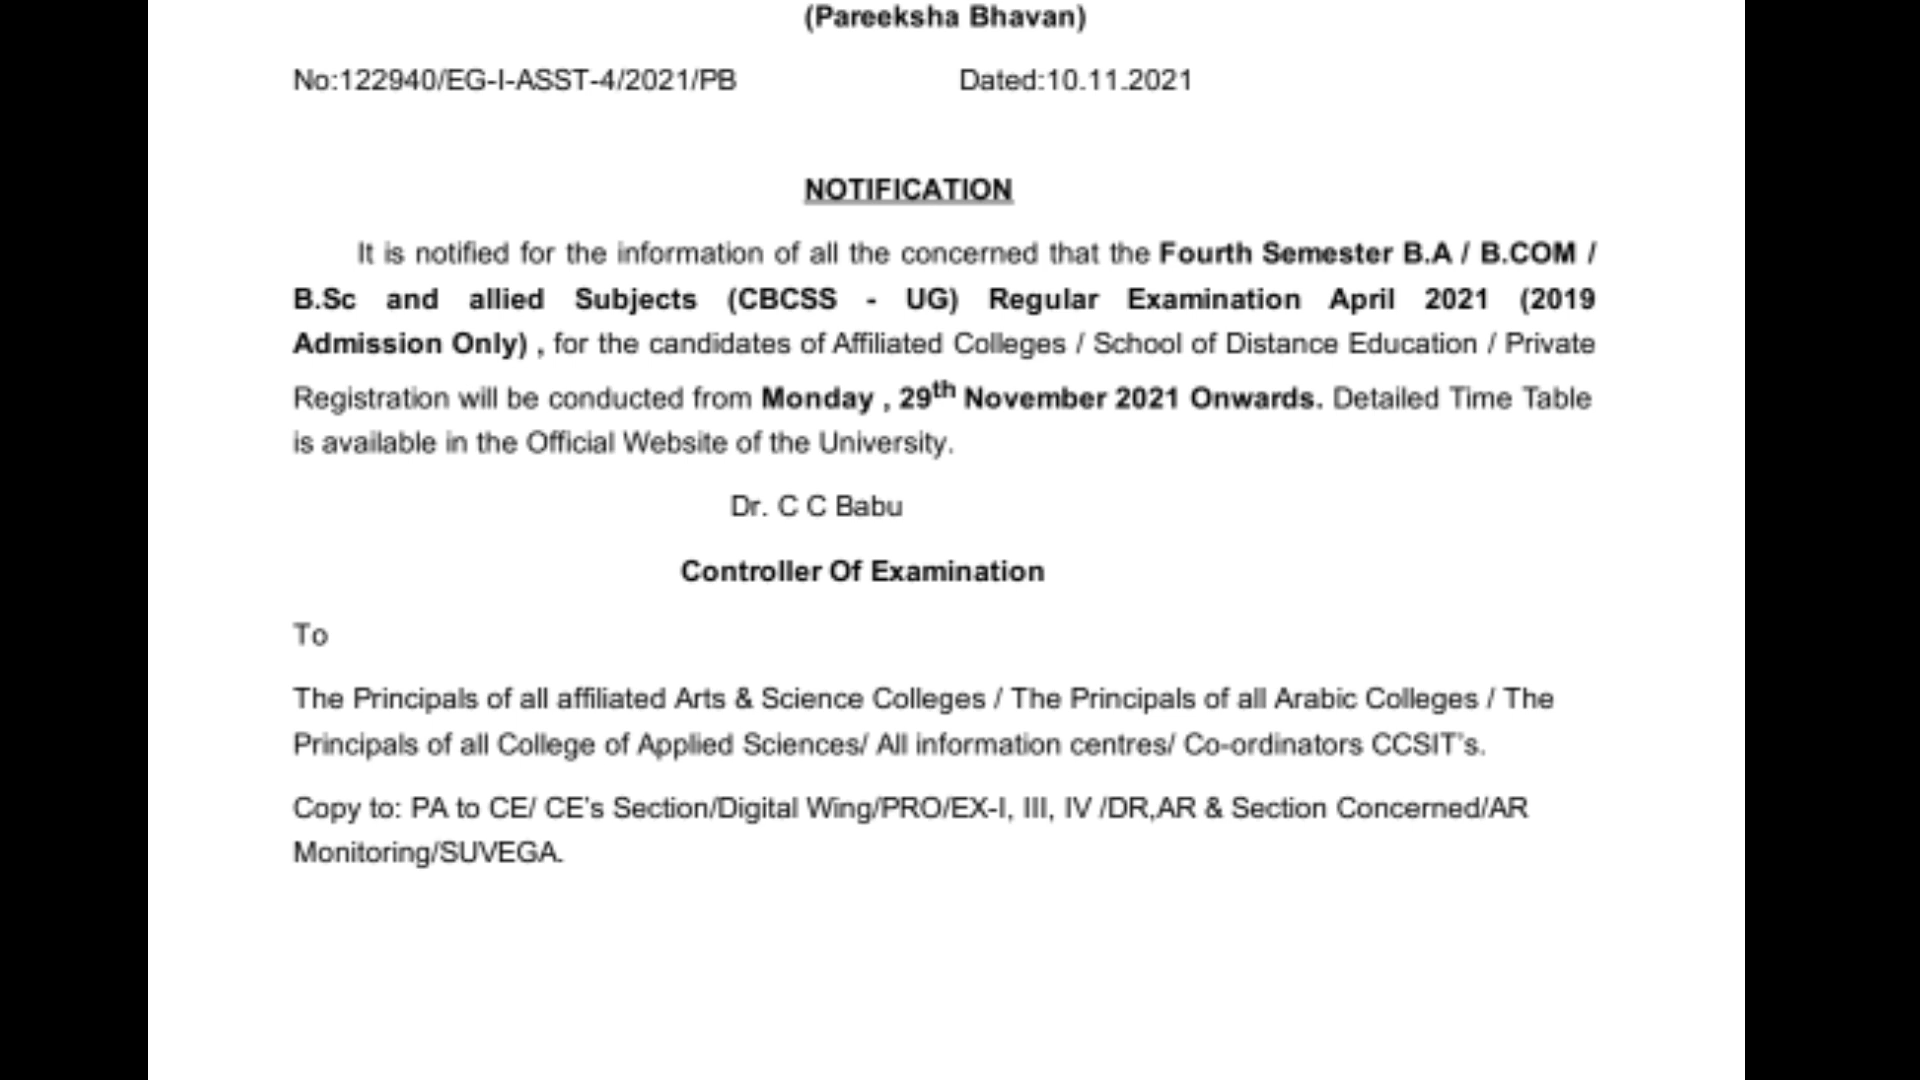 (Pareeksha Bhavan)
No:122940/EG-I-ASST-4/2021/PB Dated:10.11.2021
NOTIFICATION
It is notified for the information of all the concerned that the Fourth Semester B.A / B.COM /
B.Sc and allied Subjects (CBCSS - UG) Regular Examination April 2021 (2019
Admission Only) , for the candidates of Affiliated Colleges / School of Distance Education / Private
Registration will be conducted from Monday , 29th November 2021 Onwards. Detailed Time Table
is available in the Official Website of the University.
Dr. C C Babu
Controller Of Examination
To
The Principals of all affiliated Arts & Science Colleges / The Principals of all Arabic Colleges / The
Principals of all College of Applied Sciences/ All information centres/ Co-ordinators CCSIT's.
Copy to: PA to CE/ CE's Section/Digital Wing/PRO/EX-I, III, IV /DR,AR & Section Concerned/AR
Monitoring/SUVEGA.